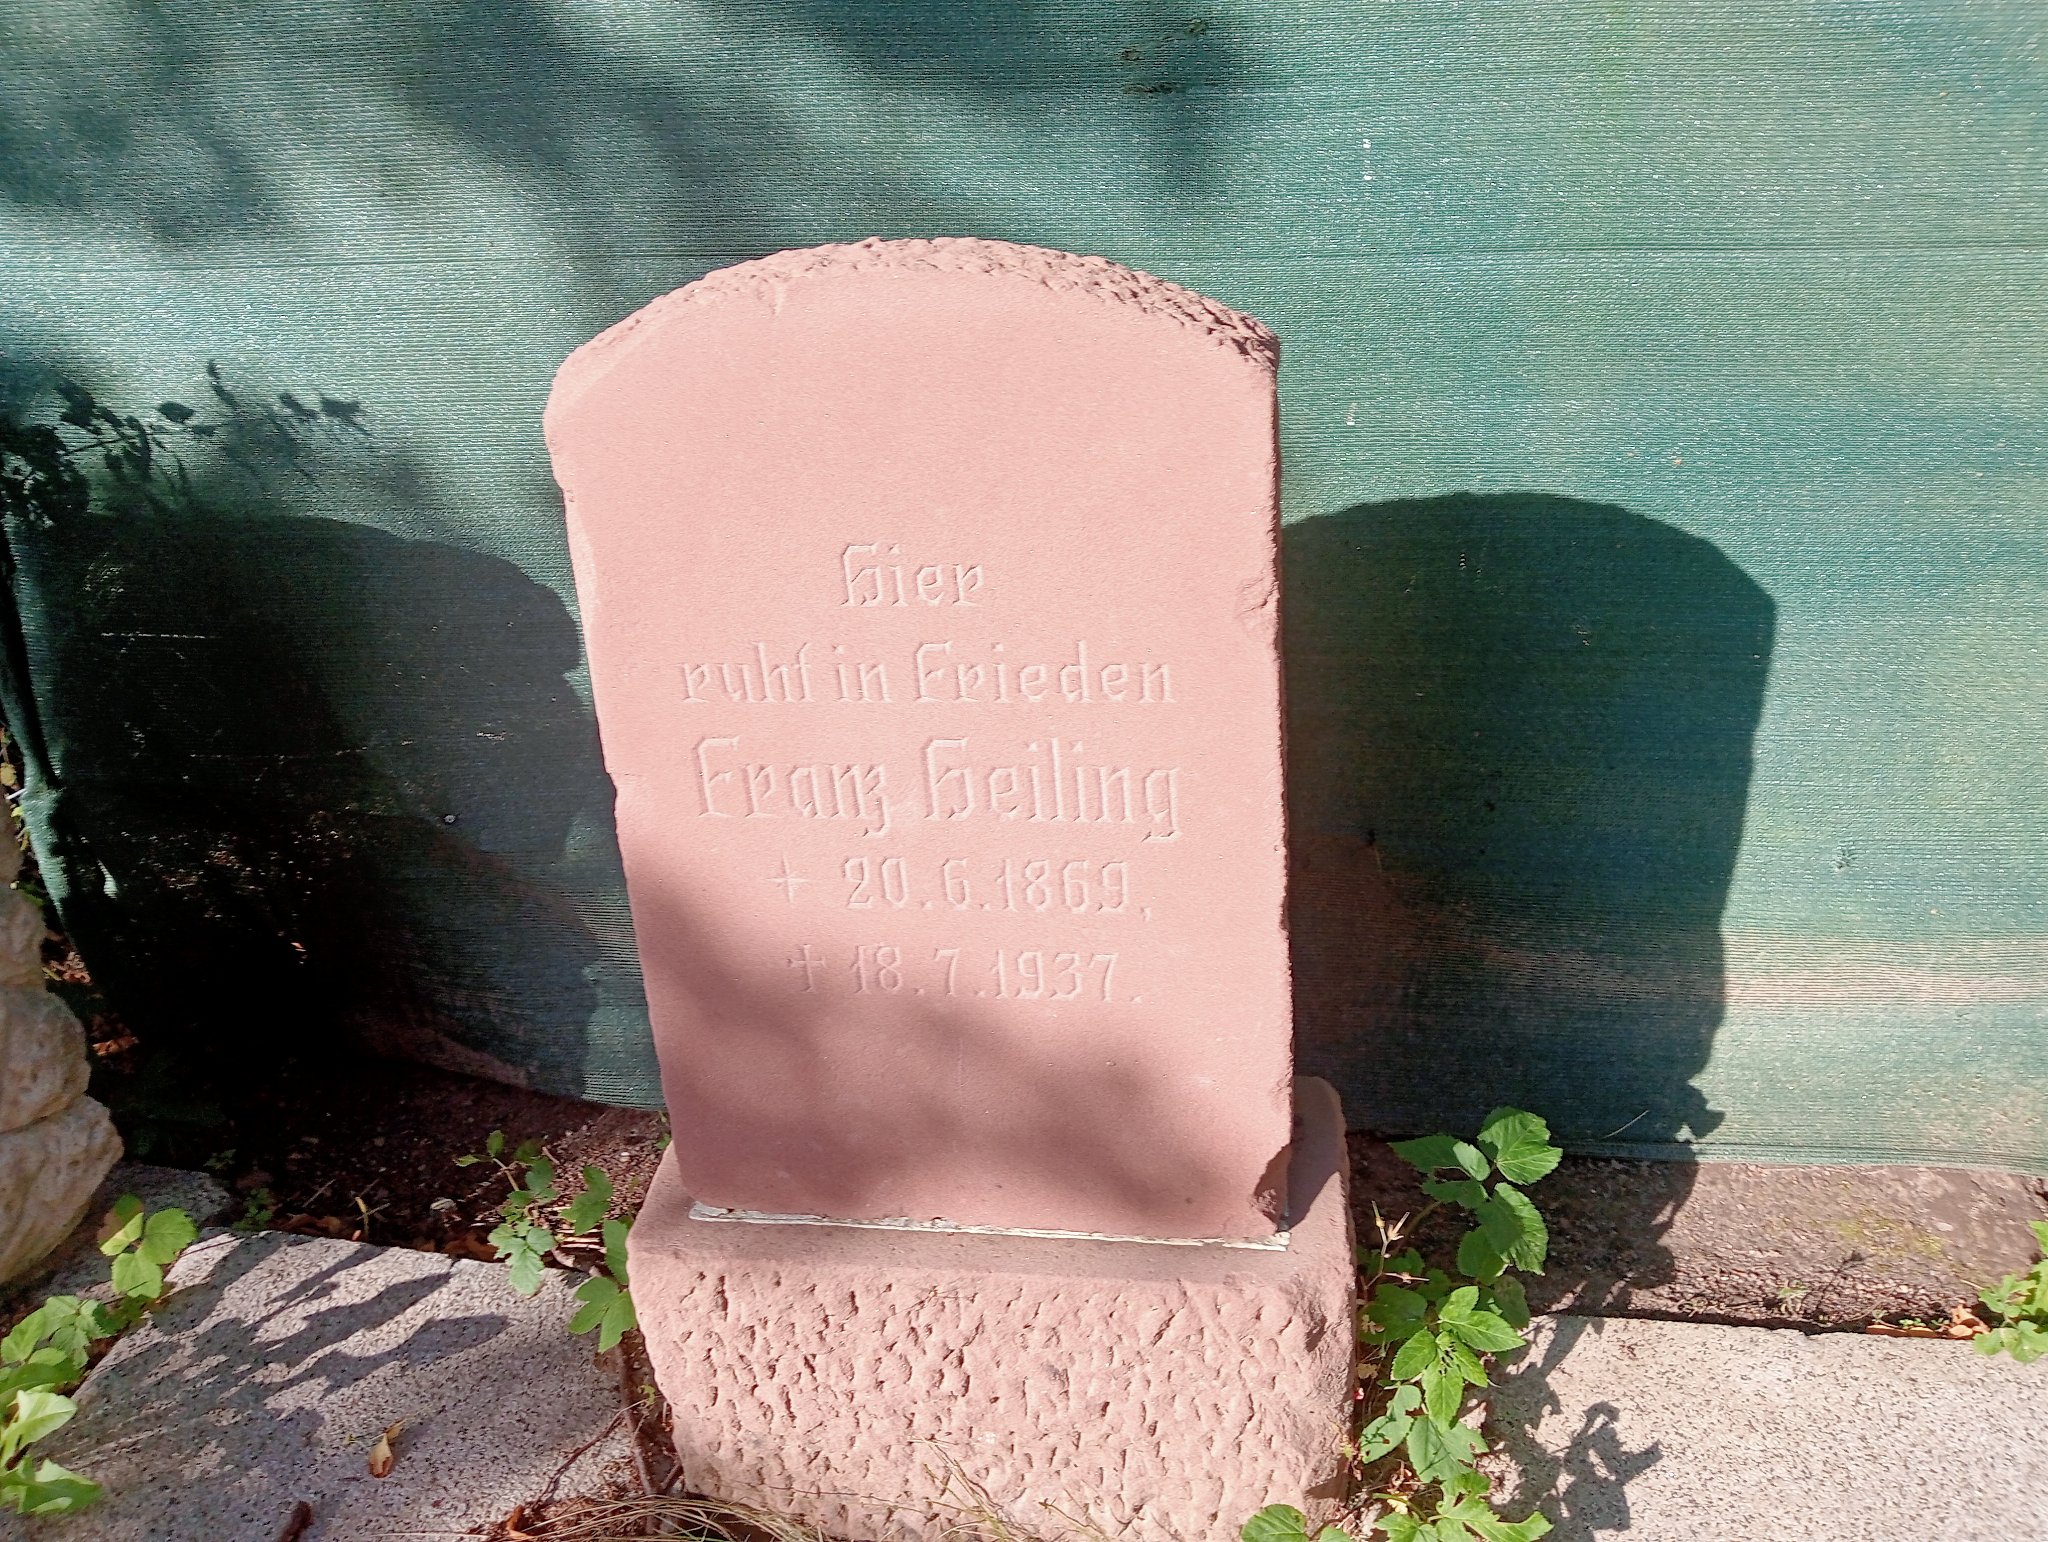 Hier
ruht in Frieden
Franz Heiling
+ 20.6.1869,
✝ 18.7.1937.